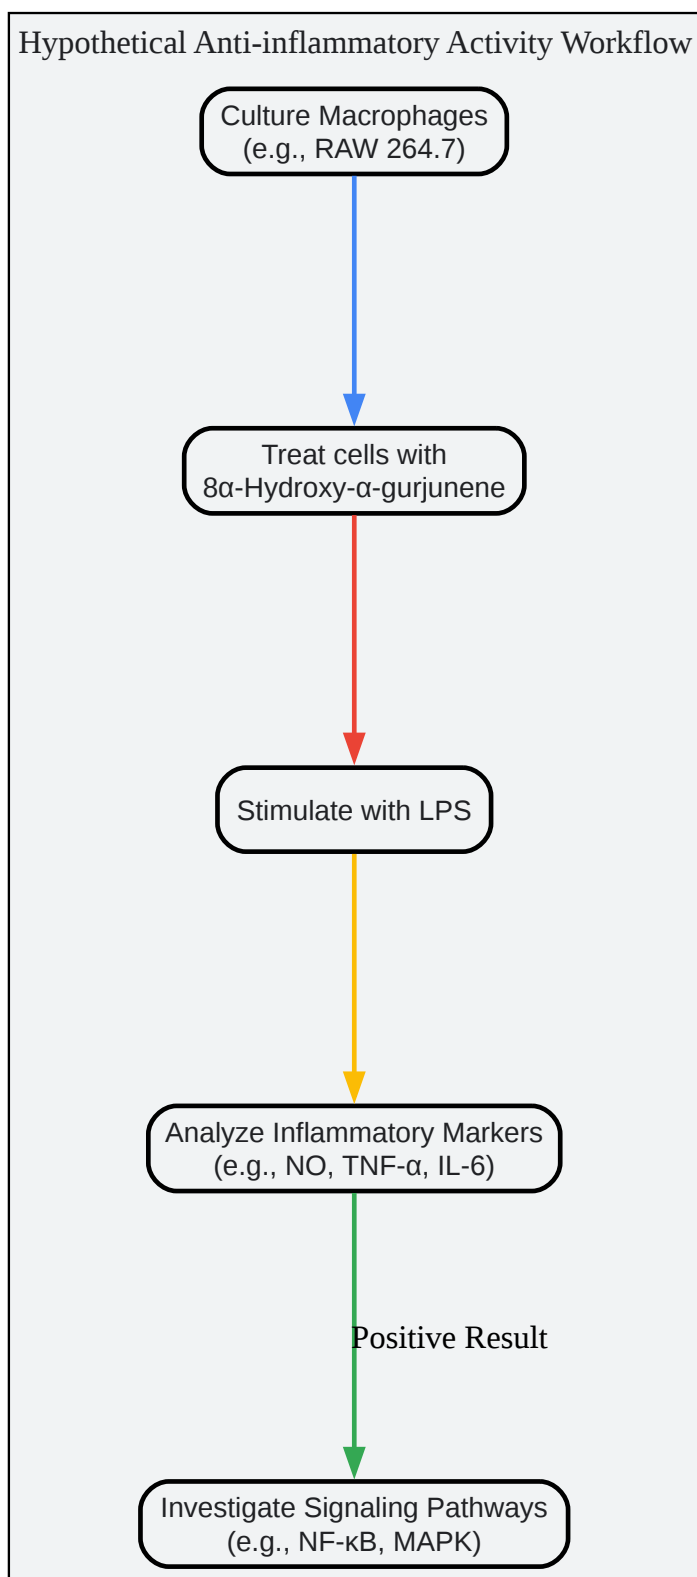 Hypothetical Anti-inflammatory Activity Workflow
Culture Macrophages
(e.g., RAW 264.7)
Treat cells with
8α-Hydroxy-α-gurjunene
Stimulate with LPS
Analyze Inflammatory Markers
(e.g., NO, TNF-α, IL-6)
Positive Result
Investigate Signaling Pathways
(e.g., NF-κB, MAPK)